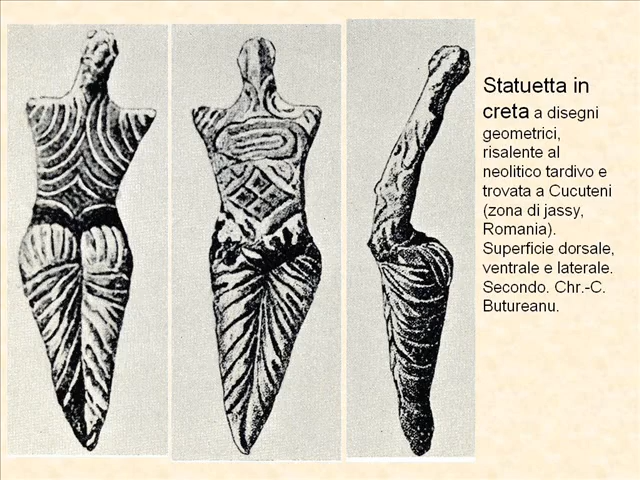 Statuetta in
creta a disegni
geometrici,
risalente al
neolitico tardivo e
trovata a Cucuteni
(zona di jassy,
Romania).
Superficie dorsale,
ventrale e laterale.
Secondo. Chr.-C.
Butureanu.